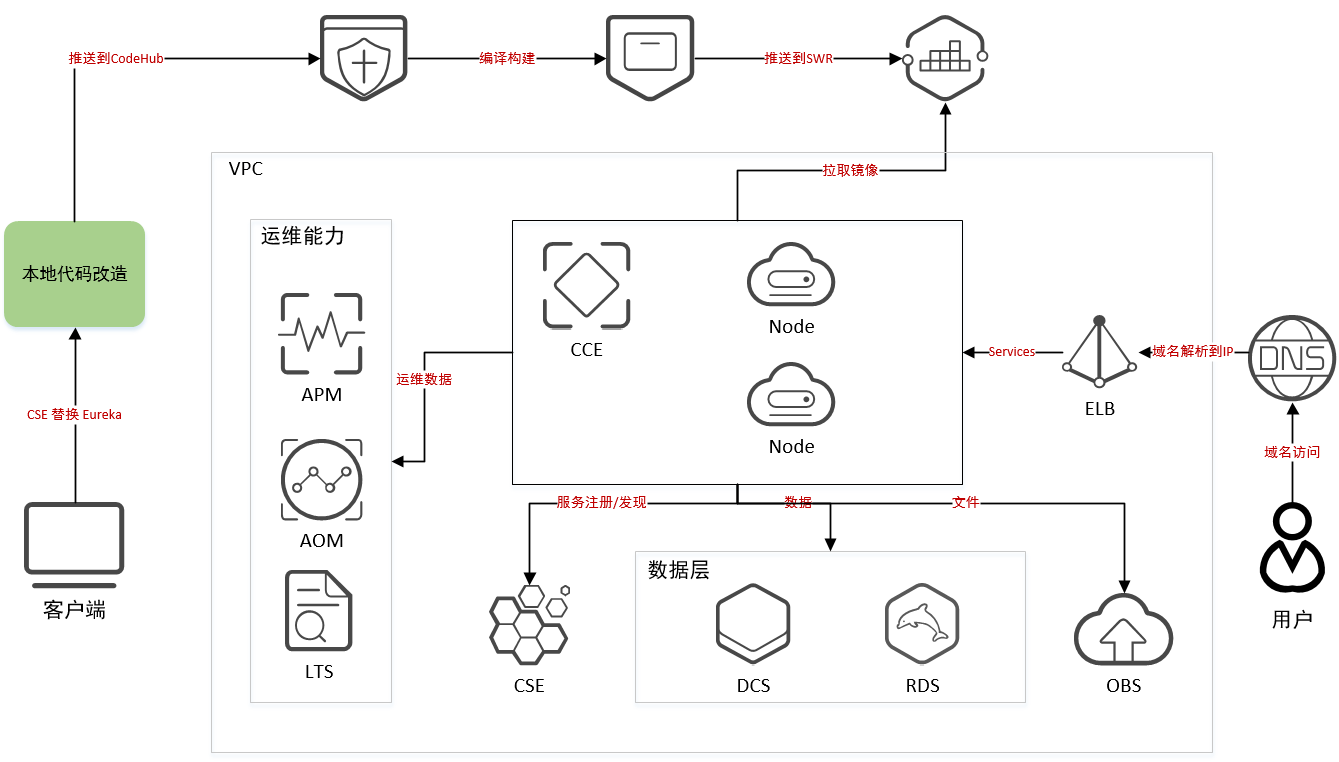 推送到CodeHub
编译构建
推送到SWR
VPC
拉取镜像
运维能力
本地代码改造
CCE
Node
Services
域名解析到IP
DNS
运维数据
APM
ELB
CSE 替换 Eureka
Node
域名访问
服务注册/发现
数据
文件
AOM
数据层
客户端
用户
LTS
CSE
DCS
RDS
OBS